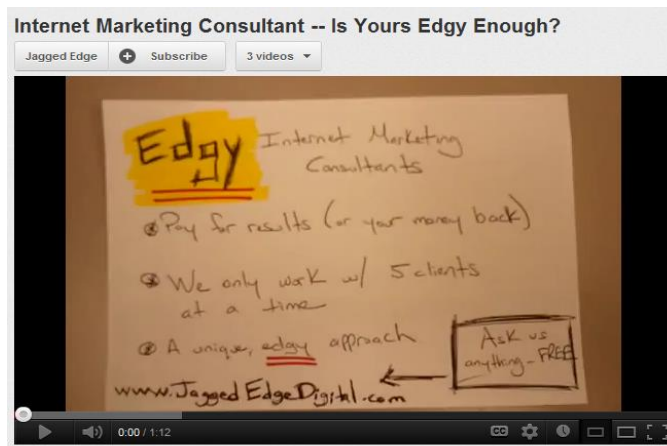 Internet Marketing Consultant -- Is Yours Edgy Enough?
Jagged Edge
Subscribe
3 videos
Edgy Internet Marketing
Consultants
Pay for results (or your money back)
We only work w/ 5 clients
at a time
A unique, edgy approach
Ask us
anything - FREE
www.JaggedEdgeDigital.com
0:00 / 1:12
CC